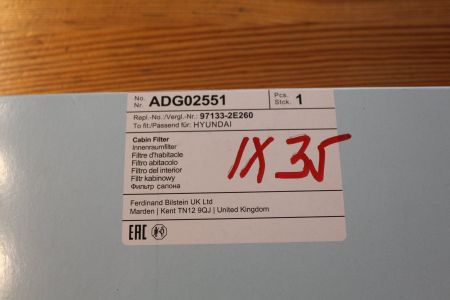 No. Nr. ADG02551 Pcs. Stck. 1
Repl.-No./Vergl.-Nr.: 97133-2E260
To fit:/Passend für: HYUNDAI
Cabin Filter
Innenraumfilter
Filtre d'habitacle
Filtro abitacolo
Filtro del interior
Filtr kabinowy
Фильтр салона
IX 35
Ferdinand Bilstein UK Ltd
Marden | Kent TN12 9QJ | United Kingdom
EAC